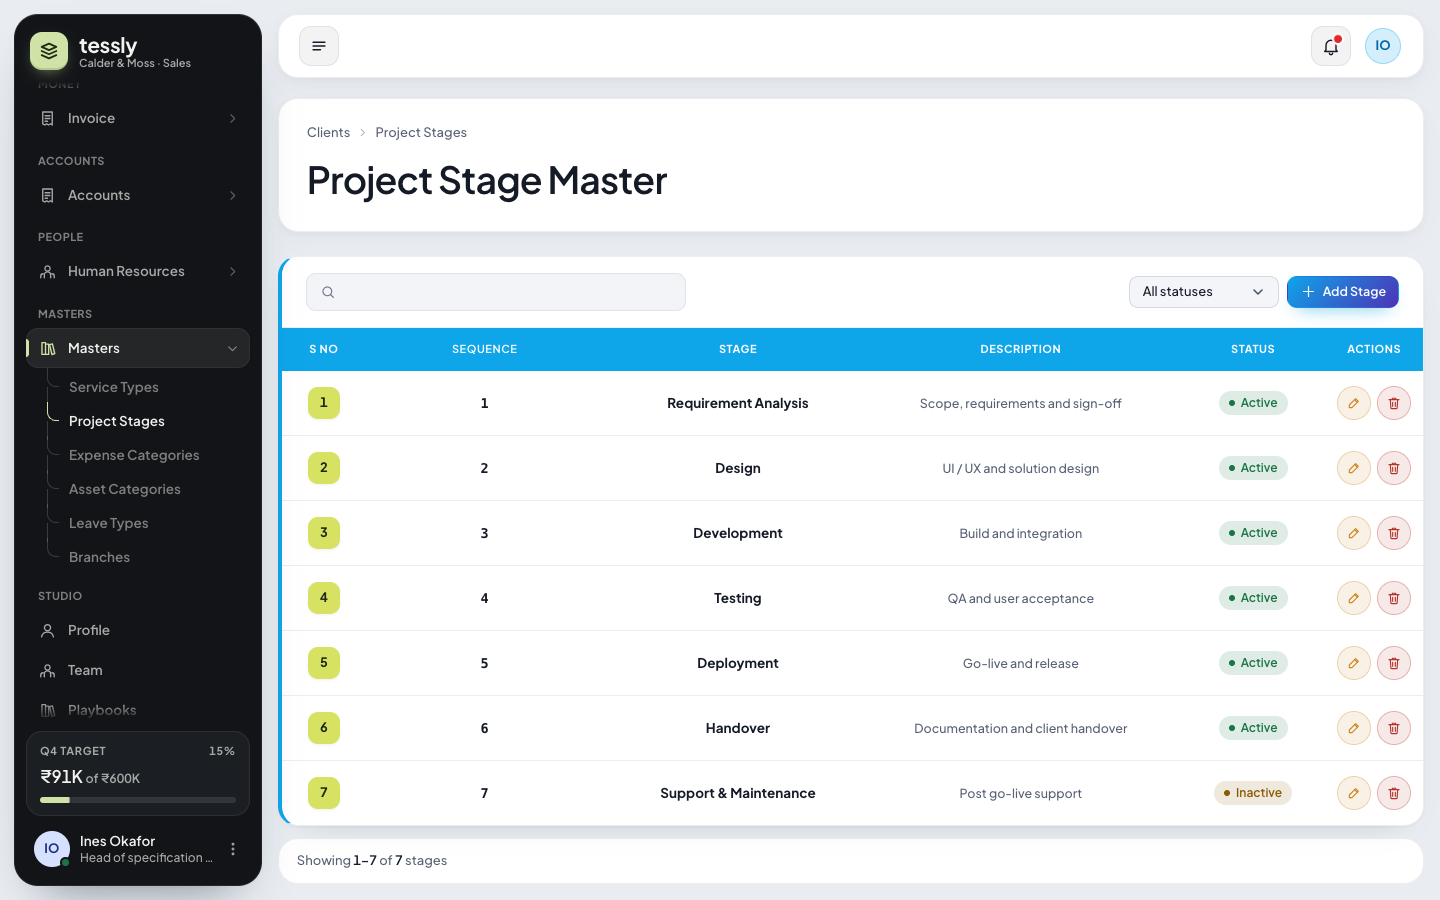 tessly
Calder & Moss · Sales
MONEY
Invoice
ACCOUNTS
Accounts
PEOPLE
Human Resources
MASTERS
Masters
Service Types
Project Stages
Expense Categories
Asset Categories
Leave Types
Branches
STUDIO
Profile
Team
Playbooks
Q4 TARGET 15%
₹91K of ₹600K
IO
Ines Okafor
Head of specification ...
IO
Clients > Project Stages
Project Stage Master
All statuses
+ Add Stage
S NO SEQUENCE STAGE DESCRIPTION STATUS ACTIONS
1 1 Requirement Analysis Scope, requirements and sign-off Active
2 2 Design UI / UX and solution design Active
3 3 Development Build and integration Active
4 4 Testing QA and user acceptance Active
5 5 Deployment Go-live and release Active
6 6 Handover Documentation and client handover Active
7 7 Support & Maintenance Post go-live support Inactive
Showing 1–7 of 7 stages